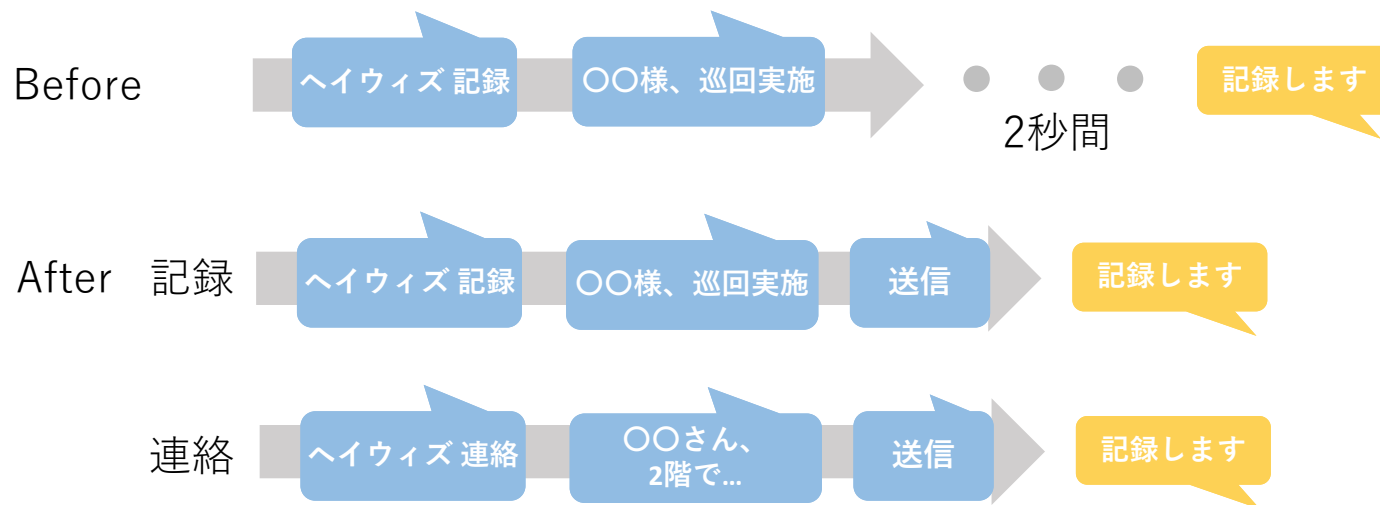 Before
ヘイウィズ 記録
〇〇様、巡回実施
2秒間
記録します
After
記録
ヘイウィズ 記録
〇〇様、巡回実施
送信
記録します
連絡
ヘイウィズ 連絡
〇〇さん、
2階で...
送信
記録します